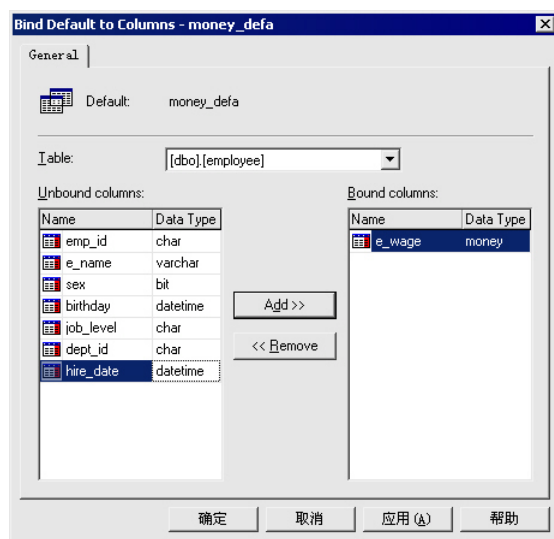 Bind Default to Columns - money_defa
General
Default: money_defa
Table: [dbo].[employee]
Unbound columns: Bound columns:
Name Data Type Name Data Type
emp_id char e_wage money
e_name varchar
sex bit
birthday datetime Add >>
job_level char
dept_id char << Remove
hire_date datetime
确定 取消 应用(A) 帮助